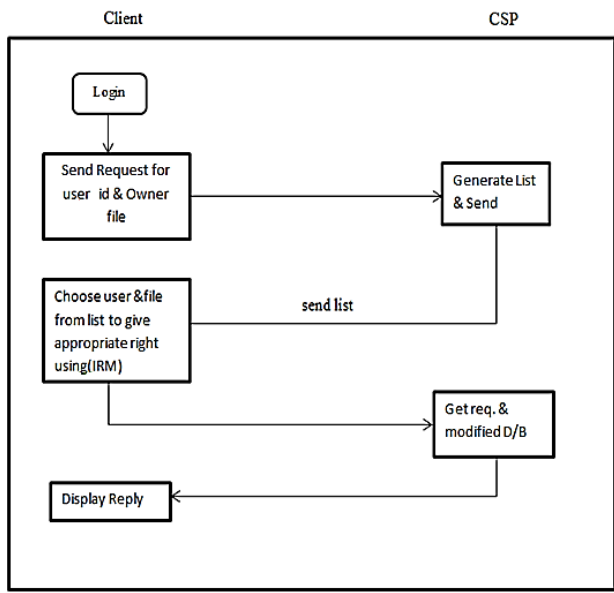 Client
CSP
Login
Send Request for
user id & Owner
file
Generate List
& Send
Choose user &file
from list to give
appropriate right
using(IRM)
send list
Get req. &
modified D/B
Display Reply